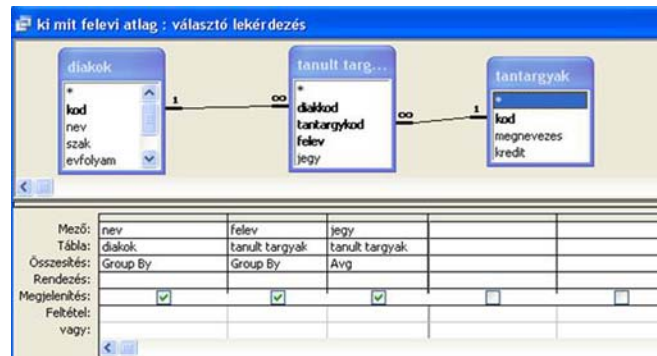 ki mit felevi atlag : választó lekérdezés
diakok
*
kod
nev
szak
evfolyam
1
∞
tanult targ...
*
diakkod
tantargykod
felev
jegy
∞
1
tantargyak
*
kod
megnevezes
kredit
Mező: nev felev jegy
Tábla: diakok tanult targyak tanult targyak
Összesítés: Group By Group By Avg
Rendezés:
Megjelenítés:
Feltétel:
vagy: